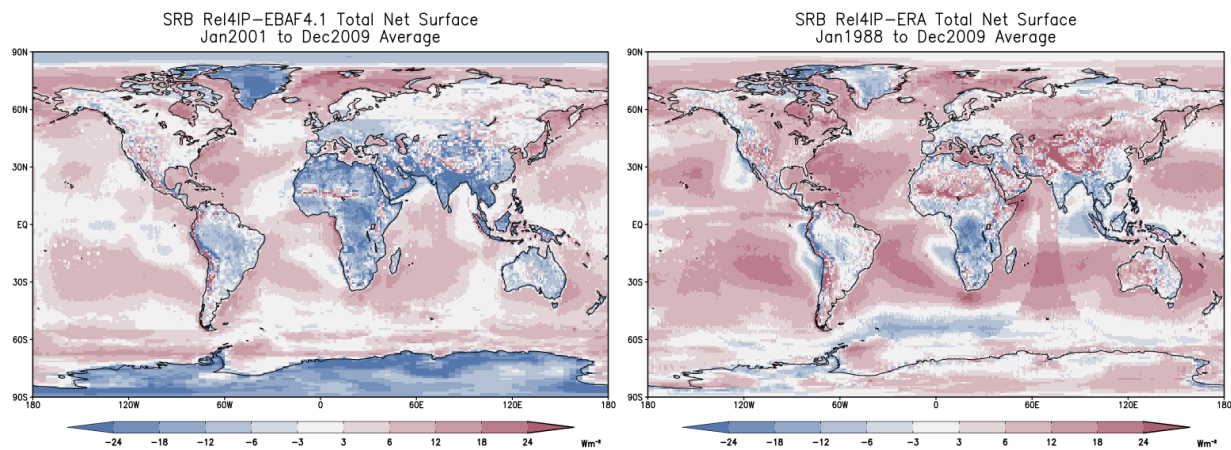 SRB Rel4IP-EBAF4.1 Total Net Surface
Jan2001 to Dec2009 Average
90N
60N
30N
EQ
30S
60S
90S
180 120W 60W 0 60E 120E 180
-24 -18 -12 -6 -3 3 6 12 18 24 Wm⁻²
SRB Rel4IP-ERA Total Net Surface
Jan1988 to Dec2009 Average
90N
60N
30N
EQ
30S
60S
90S
180 120W 60W 0 60E 120E 180
-24 -18 -12 -6 -3 3 6 12 18 24 Wm⁻²